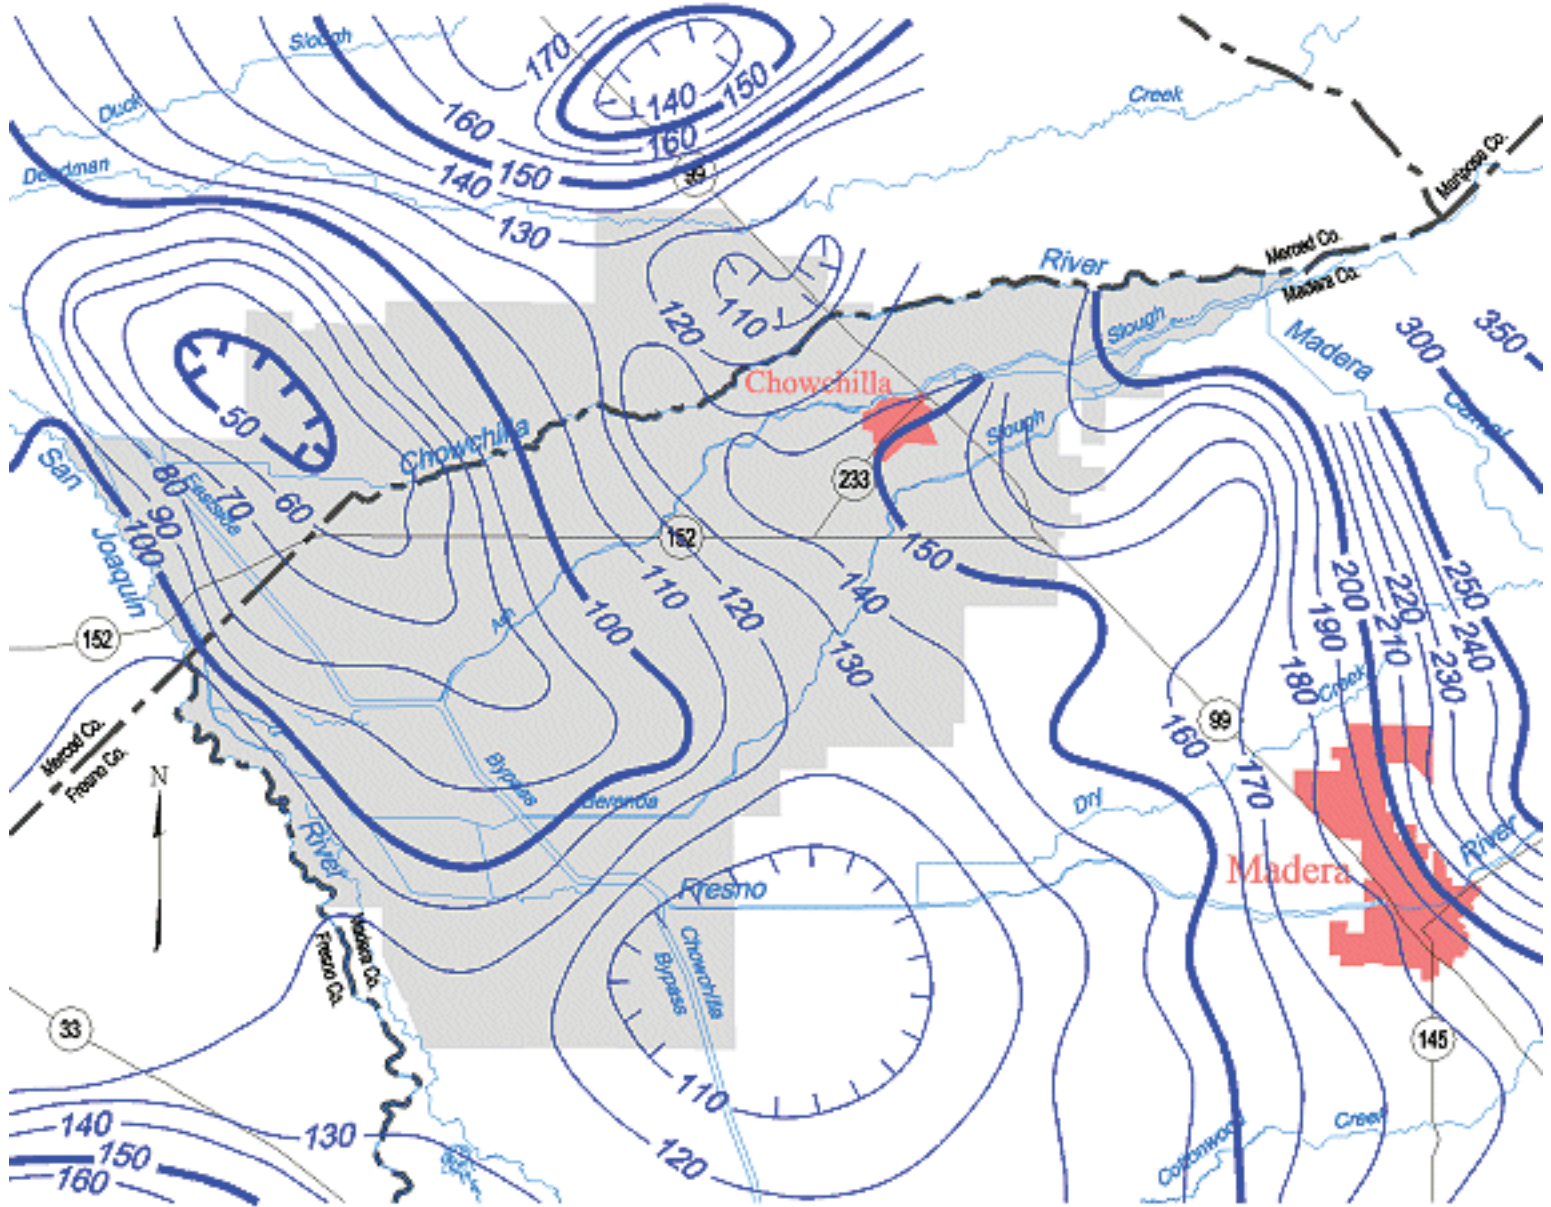 170
Slough
140
150
Creek
Duck
160
160
Mariposa Co.
Deadman
140
150
99
130
River
Merced Co.
Madera Co.
110
120
Slough
Madera
300
350
Canal
Chowchilla
50
Chowchilla
Slough
San
233
80
70
60
Eastside
90
100
152
150
Joaquin
110
140
200
220
250
Ash
100
120
190
210
240
152
130
180
230
Creek
160
99
Merced Co.
Fresno Co.
N
Bypass
170
Berenda
Dry
River
River
Madera
Fresno
Madera Co.
Fresno Co.
Chowchilla
Bypass
33
145
110
140
130
150
160
120
Cottonwood
Creek